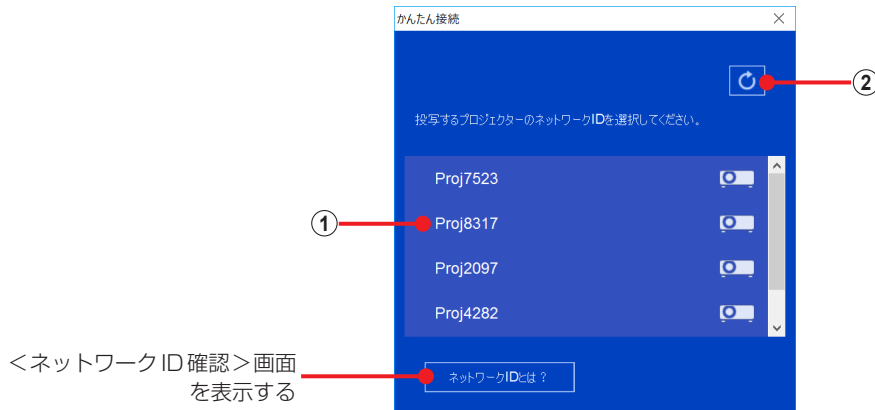 かんたん接続
②
投写するプロジェクターのネットワークIDを選択してください。
Proj7523
①
Proj8317
Proj2097
Proj4282
＜ネットワークID確認＞画面
を表示する
ネットワークIDとは？